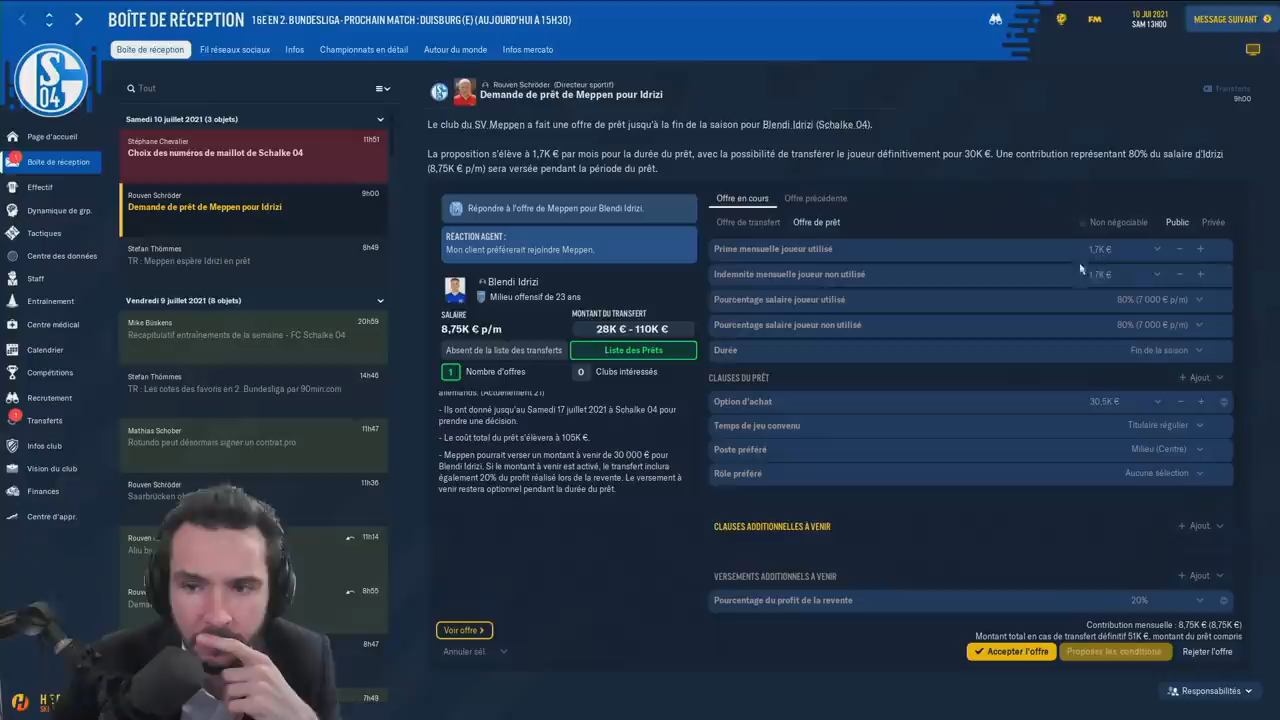 BOÎTE DE RÉCEPTION
16E EN 2. BUNDESLIGA- PROCHAIN MATCH : DUISBURG (E) (AUJOURD'HUI À 15H30)
FM
10 JUI 2021
SAM 13H00
MESSAGE SUIVANT
Boîte de réception
Fil réseaux sociaux
Infos
Championnats en détail
Autour du monde
Infos mercato
S 04
Page d'accueil
1
Boîte de réception
Effectif
Dynamique de grp.
Tactiques
Centre des données
Staff
Entraînement
Centre médical
Calendrier
Compétitions
Recrutement
1
Transferts
Infos club
Vision du club
Finances
Centre d'appr.
Tout
Samedi 10 juillet 2021 (3 objets)
Stéphane Chevalier
11h51
Choix des numéros de maillot de Schalke 04
Rouven Schröder
9h00
Demande de prêt de Meppen pour Idrizi
Stefan Thömmes
8h49
TR : Meppen espère Idrizi en prêt
Vendredi 9 juillet 2021 (8 objets)
Mike Büskens
20h59
Récapitulatif entraînements de la semaine - FC Schalke 04
Stefan Thömmes
14h46
TR : Les cotes des favoris en 2. Bundesliga par 90min.com
Mathias Schober
11h47
Rotundo peut désormais signer un contrat pro
Rouven Schröder
11h36
Saarbrücken
11h14
8h55
8h47
7h49
Rouven Schröder (Directeur sportif)
Demande de prêt de Meppen pour Idrizi
Transferts
9h00
Le club du SV Meppen a fait une offre de prêt jusqu'à la fin de la saison pour Blendi Idrizi (Schalke 04).
La proposition s'élève à 1,7K € par mois pour la durée du prêt, avec la possibilité de transférer le joueur définitivement pour 30K €. Une contribution représentant 80% du salaire d'Idrizi
(8,75K € p/m) sera versée pendant la période du prêt.
Répondre à l'offre de Meppen pour Blendi Idrizi.
RÉACTION AGENT :
Mon client préférerait rejoindre Meppen.
Blendi Idrizi
Milieu offensif de 23 ans
SALAIRE
MONTANT DU TRANSFERT
8,75K € p/m
28K € - 110K €
Absent de la liste des transferts
Liste des Prêts
1
Nombre d'offres
0
Clubs intéressés
allemands. (Actuellement 21)
- Ils ont donné jusqu'au Samedi 17 juillet 2021 à Schalke 04 pour
prendre une décision.
- Le coût total du prêt s'élèvera à 105K €.
- Meppen pourrait verser un montant à venir de 30 000 € pour
Blendi Idrizi. Si le montant à venir est activé, le transfert inclura
également 20% du profit réalisé lors de la revente. Le versement à
venir restera optionnel pendant la durée du prêt.
Voir offre
Annuler sél.
Offre en cours
Offre précédente
Offre de transfert
Offre de prêt
Non négociable
Public
Privée
Prime mensuelle joueur utilisé
1,7K €
Indemnité mensuelle joueur non utilisé
1,7K €
Pourcentage salaire joueur utilisé
80% (7 000 € p/m)
Pourcentage salaire joueur non utilisé
80% (7 000 € p/m)
Durée
Fin de la saison
CLAUSES DU PRÊT
+ Ajout.
Option d'achat
30,5K €
Temps de jeu convenu
Titulaire régulier
Poste préféré
Milieu (Centre)
Rôle préféré
Aucune sélection
CLAUSES ADDITIONNELLES À VENIR
+ Ajout.
VERSEMENTS ADDITIONNELS À VENIR
+ Ajout.
Pourcentage du profit de la revente
20%
Contribution mensuelle : 8,75K € (8,75K €)
Montant total en cas de transfert définitif 51K €, montant du prêt compris
Accepter l'offre
Proposer les conditions
Rejeter l'offre
Responsabilités